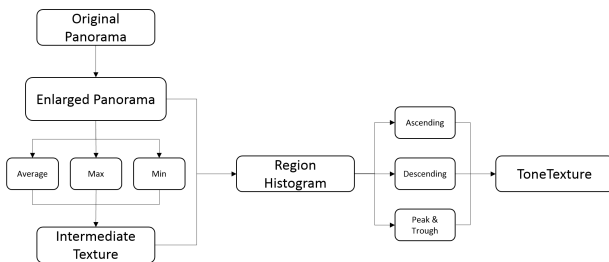 Original
Panorama
Enlarged Panorama
Average
Max
Min
Intermediate
Texture
Region
Histogram
Ascending
Descending
Peak &
Trough
ToneTexture